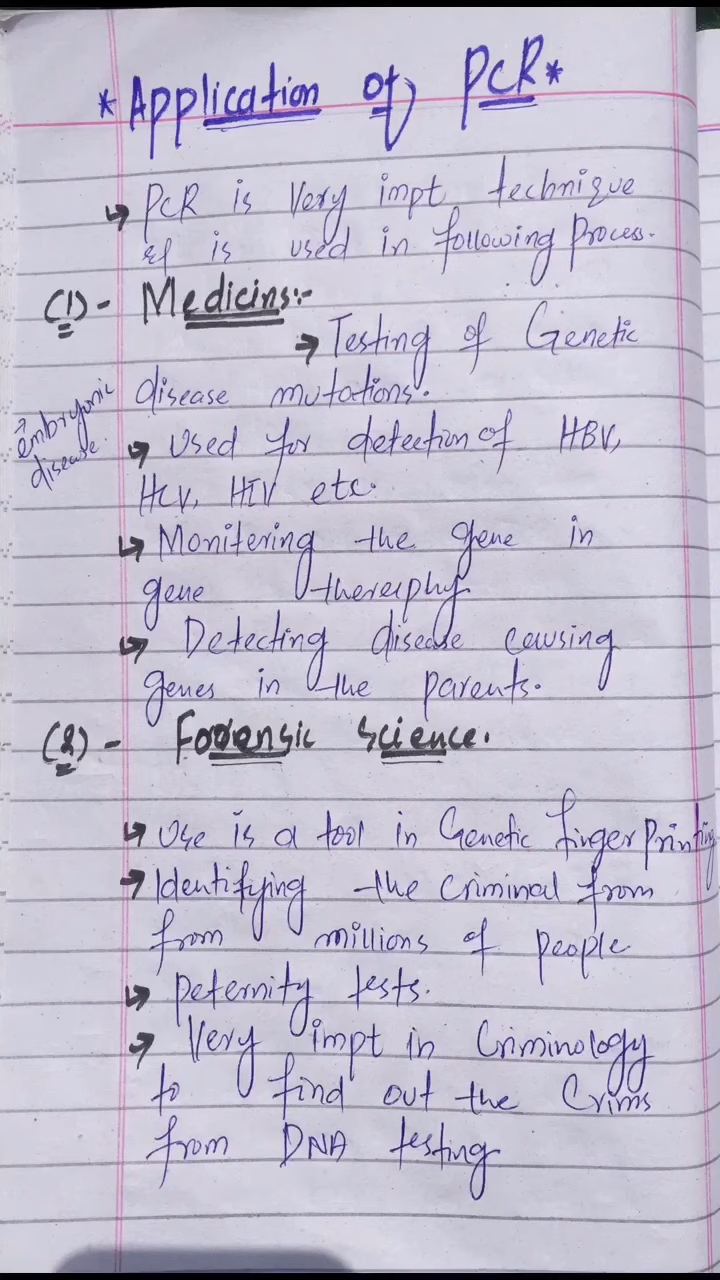 * Application of PCR *
→ PCR is Very impt technique
It is used in following Process.
(1) - Medicins:-
→ Testing of Genetic
disease mutations.
embryonic
disease.
↳ Used for detection of HBV,
HCV, HIV etc.
↳ Monitering the gene in
gene thereiphy
↳ Detecting disease causing
genes in the parents.
(2) - Forensic Science.
↳ Use is a tool in Genetic finger Printing
→ Identifying the criminal from
from millions of people
↳ Peternity tests.
→ Very impt in Criminology
to find out the Crims
from DNA testing